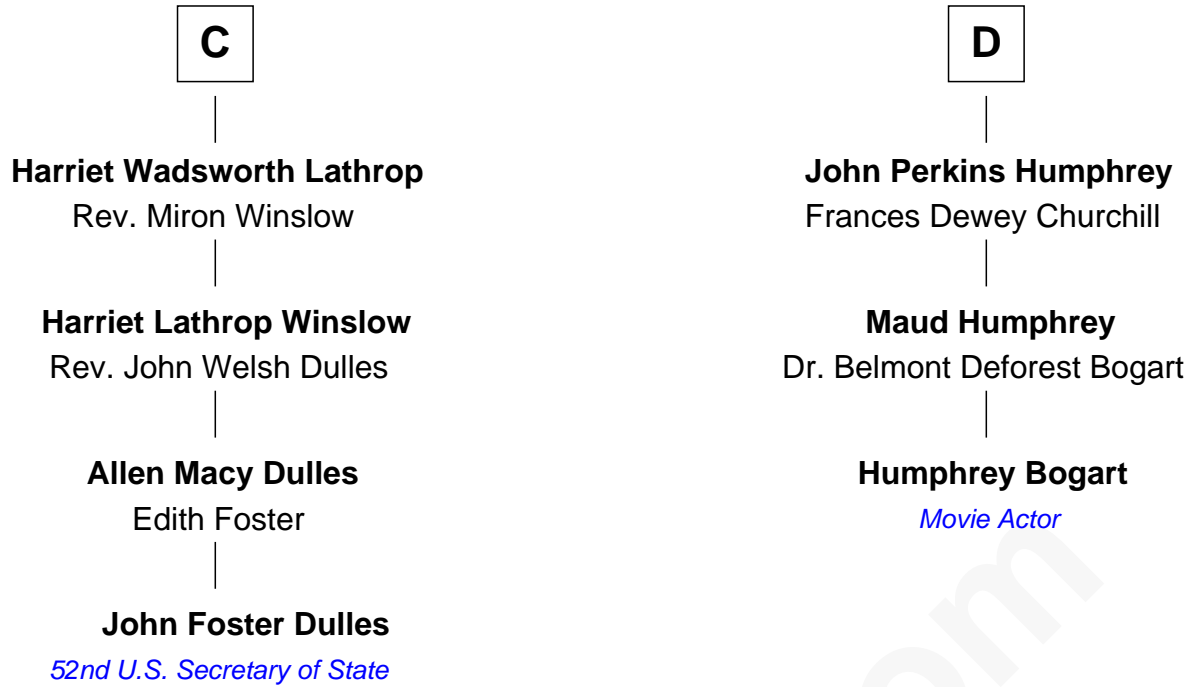 C
Harriet Wadsworth Lathrop
Rev. Miron Winslow
Harriet Lathrop Winslow
Rev. John Welsh Dulles
Allen Macy Dulles
Edith Foster
John Foster Dulles
52nd U.S. Secretary of State
D
John Perkins Humphrey
Frances Dewey Churchill
Maud Humphrey
Dr. Belmont Deforest Bogart
Humphrey Bogart
Movie Actor
om